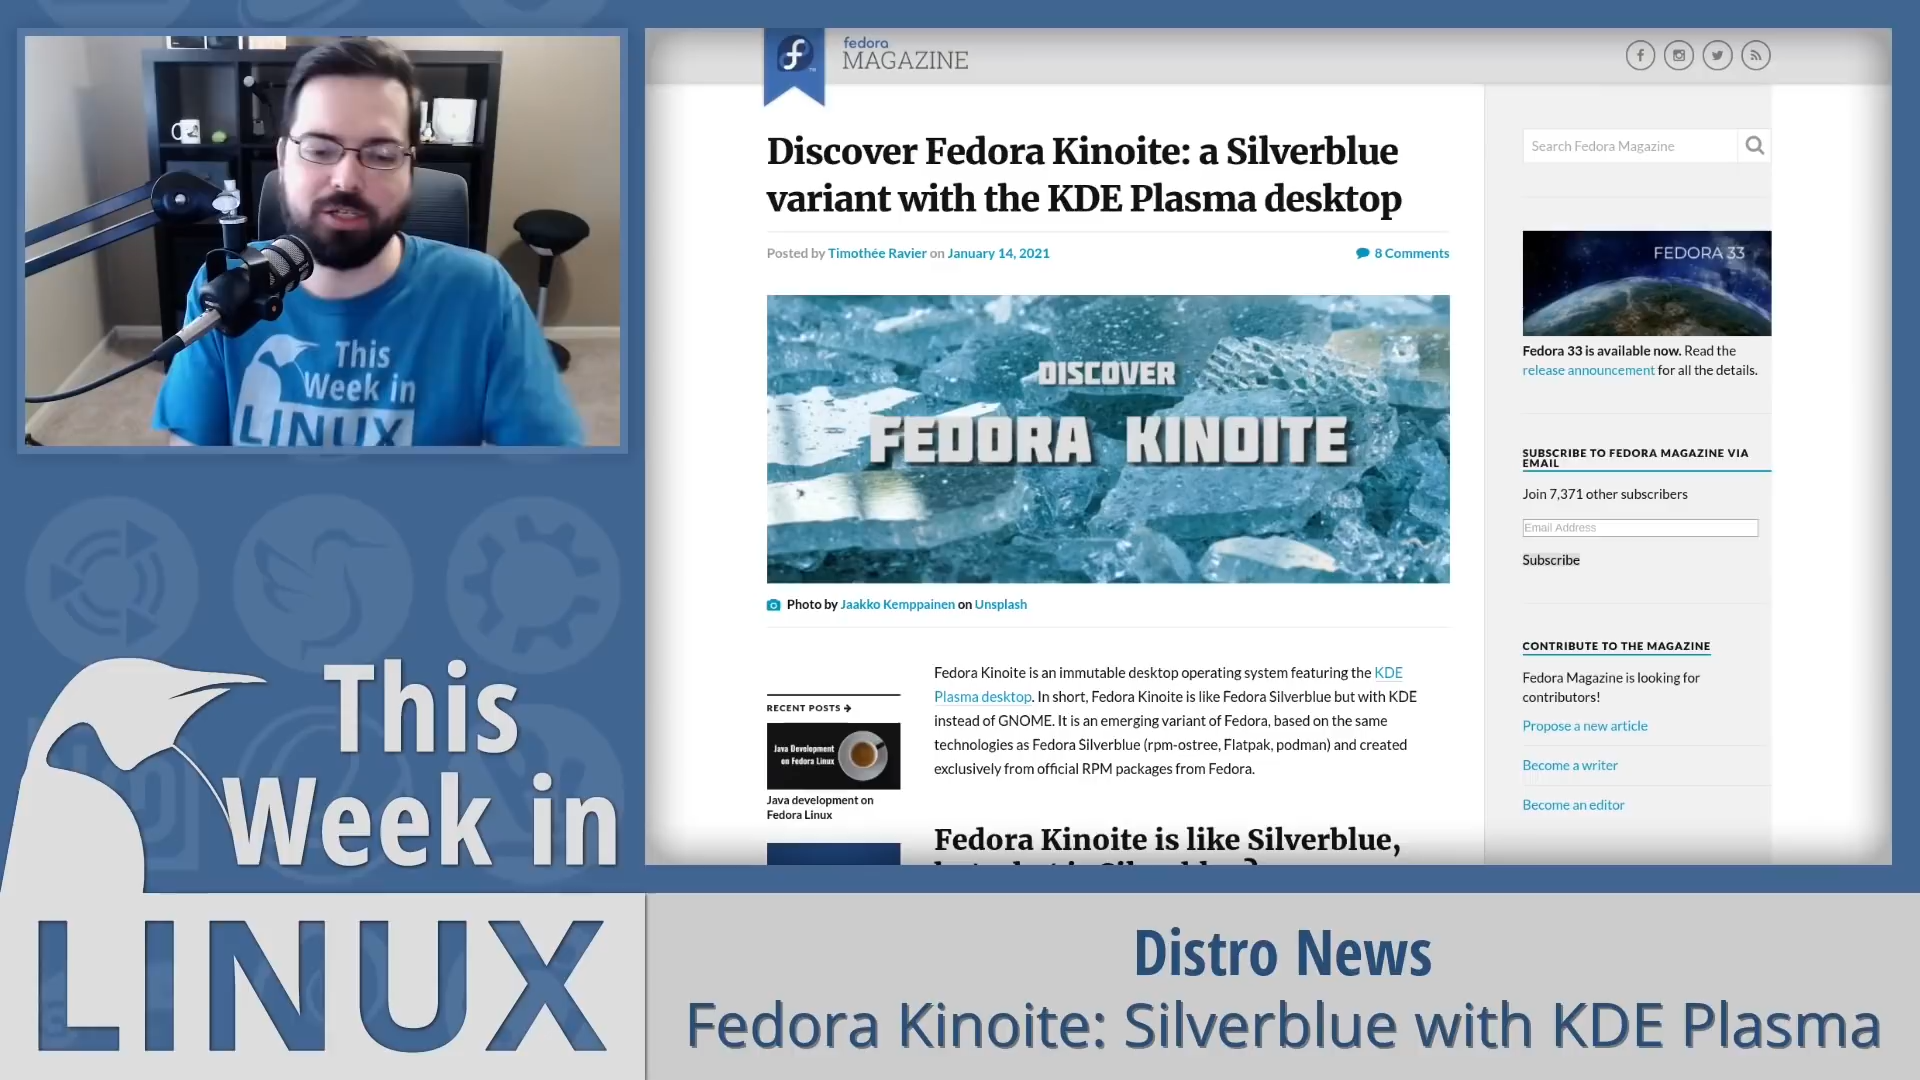 This
Week in
LINUX
fedora
MAGAZINE
Discover Fedora Kinoite: a Silverblue
variant with the KDE Plasma desktop
Posted by Timothée Ravier on January 14, 2021
8 Comments
DISCOVER
FEDORA KINOITE
Photo by Jaakko Kemppainen on Unsplash
RECENT POSTS
Java Development
on Fedora Linux
Java development on
Fedora Linux
Fedora Kinoite is an immutable desktop operating system featuring the KDE
Plasma desktop. In short, Fedora Kinoite is like Fedora Silverblue but with KDE
instead of GNOME. It is an emerging variant of Fedora, based on the same
technologies as Fedora Silverblue (rpm-ostree, Flatpak, podman) and created
exclusively from official RPM packages from Fedora.
Fedora Kinoite is like Silverblue,
Search Fedora Magazine
FEDORA 33
Fedora 33 is available now. Read the
release announcement for all the details.
SUBSCRIBE TO FEDORA MAGAZINE VIA
EMAIL
Join 7,371 other subscribers
Email Address
Subscribe
CONTRIBUTE TO THE MAGAZINE
Fedora Magazine is looking for
contributors!
Propose a new article
Become a writer
Become an editor
This
Week in
LINUX
Distro News
Fedora Kinoite: Silverblue with KDE Plasma